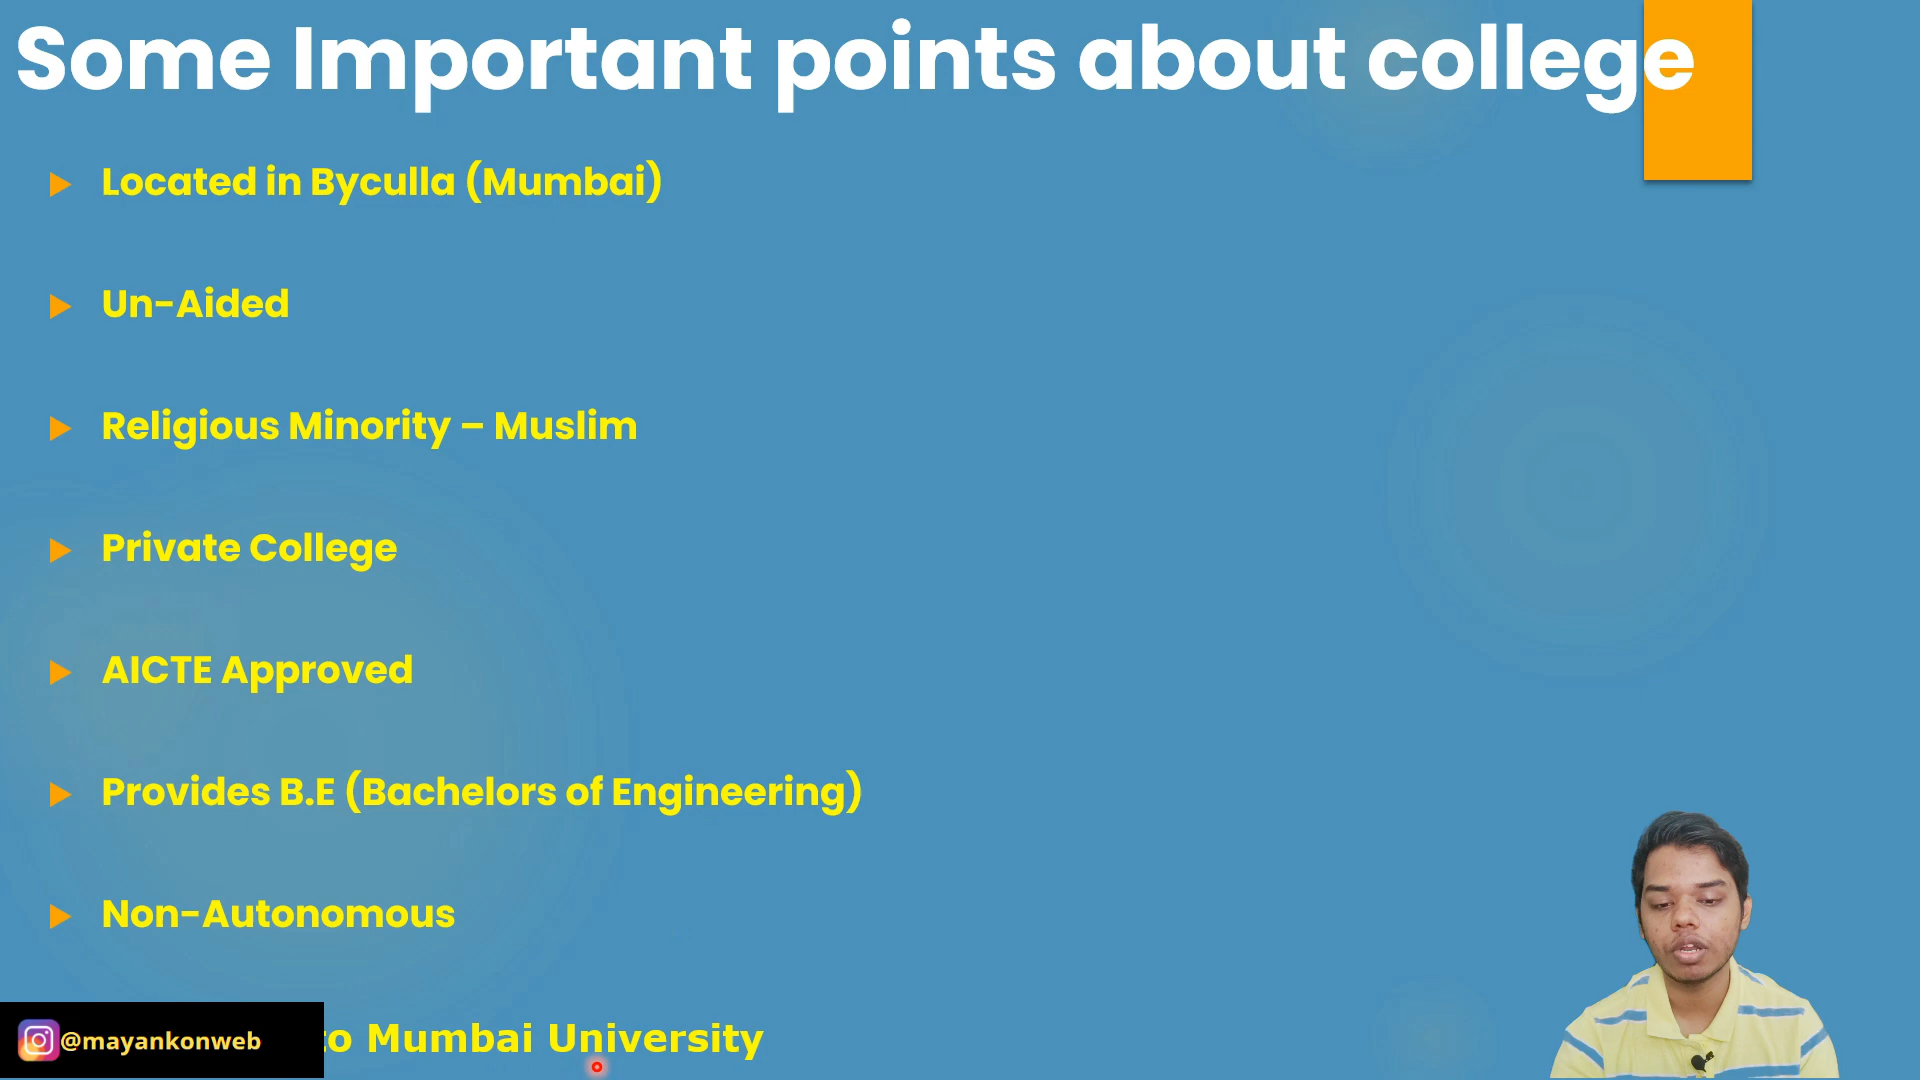 Some Important points about college
Located in Byculla (Mumbai)
Un-Aided
Religious Minority – Muslim
Private College
AICTE Approved
Provides B.E (Bachelors of Engineering)
Non-Autonomous
to Mumbai University
@mayankonweb